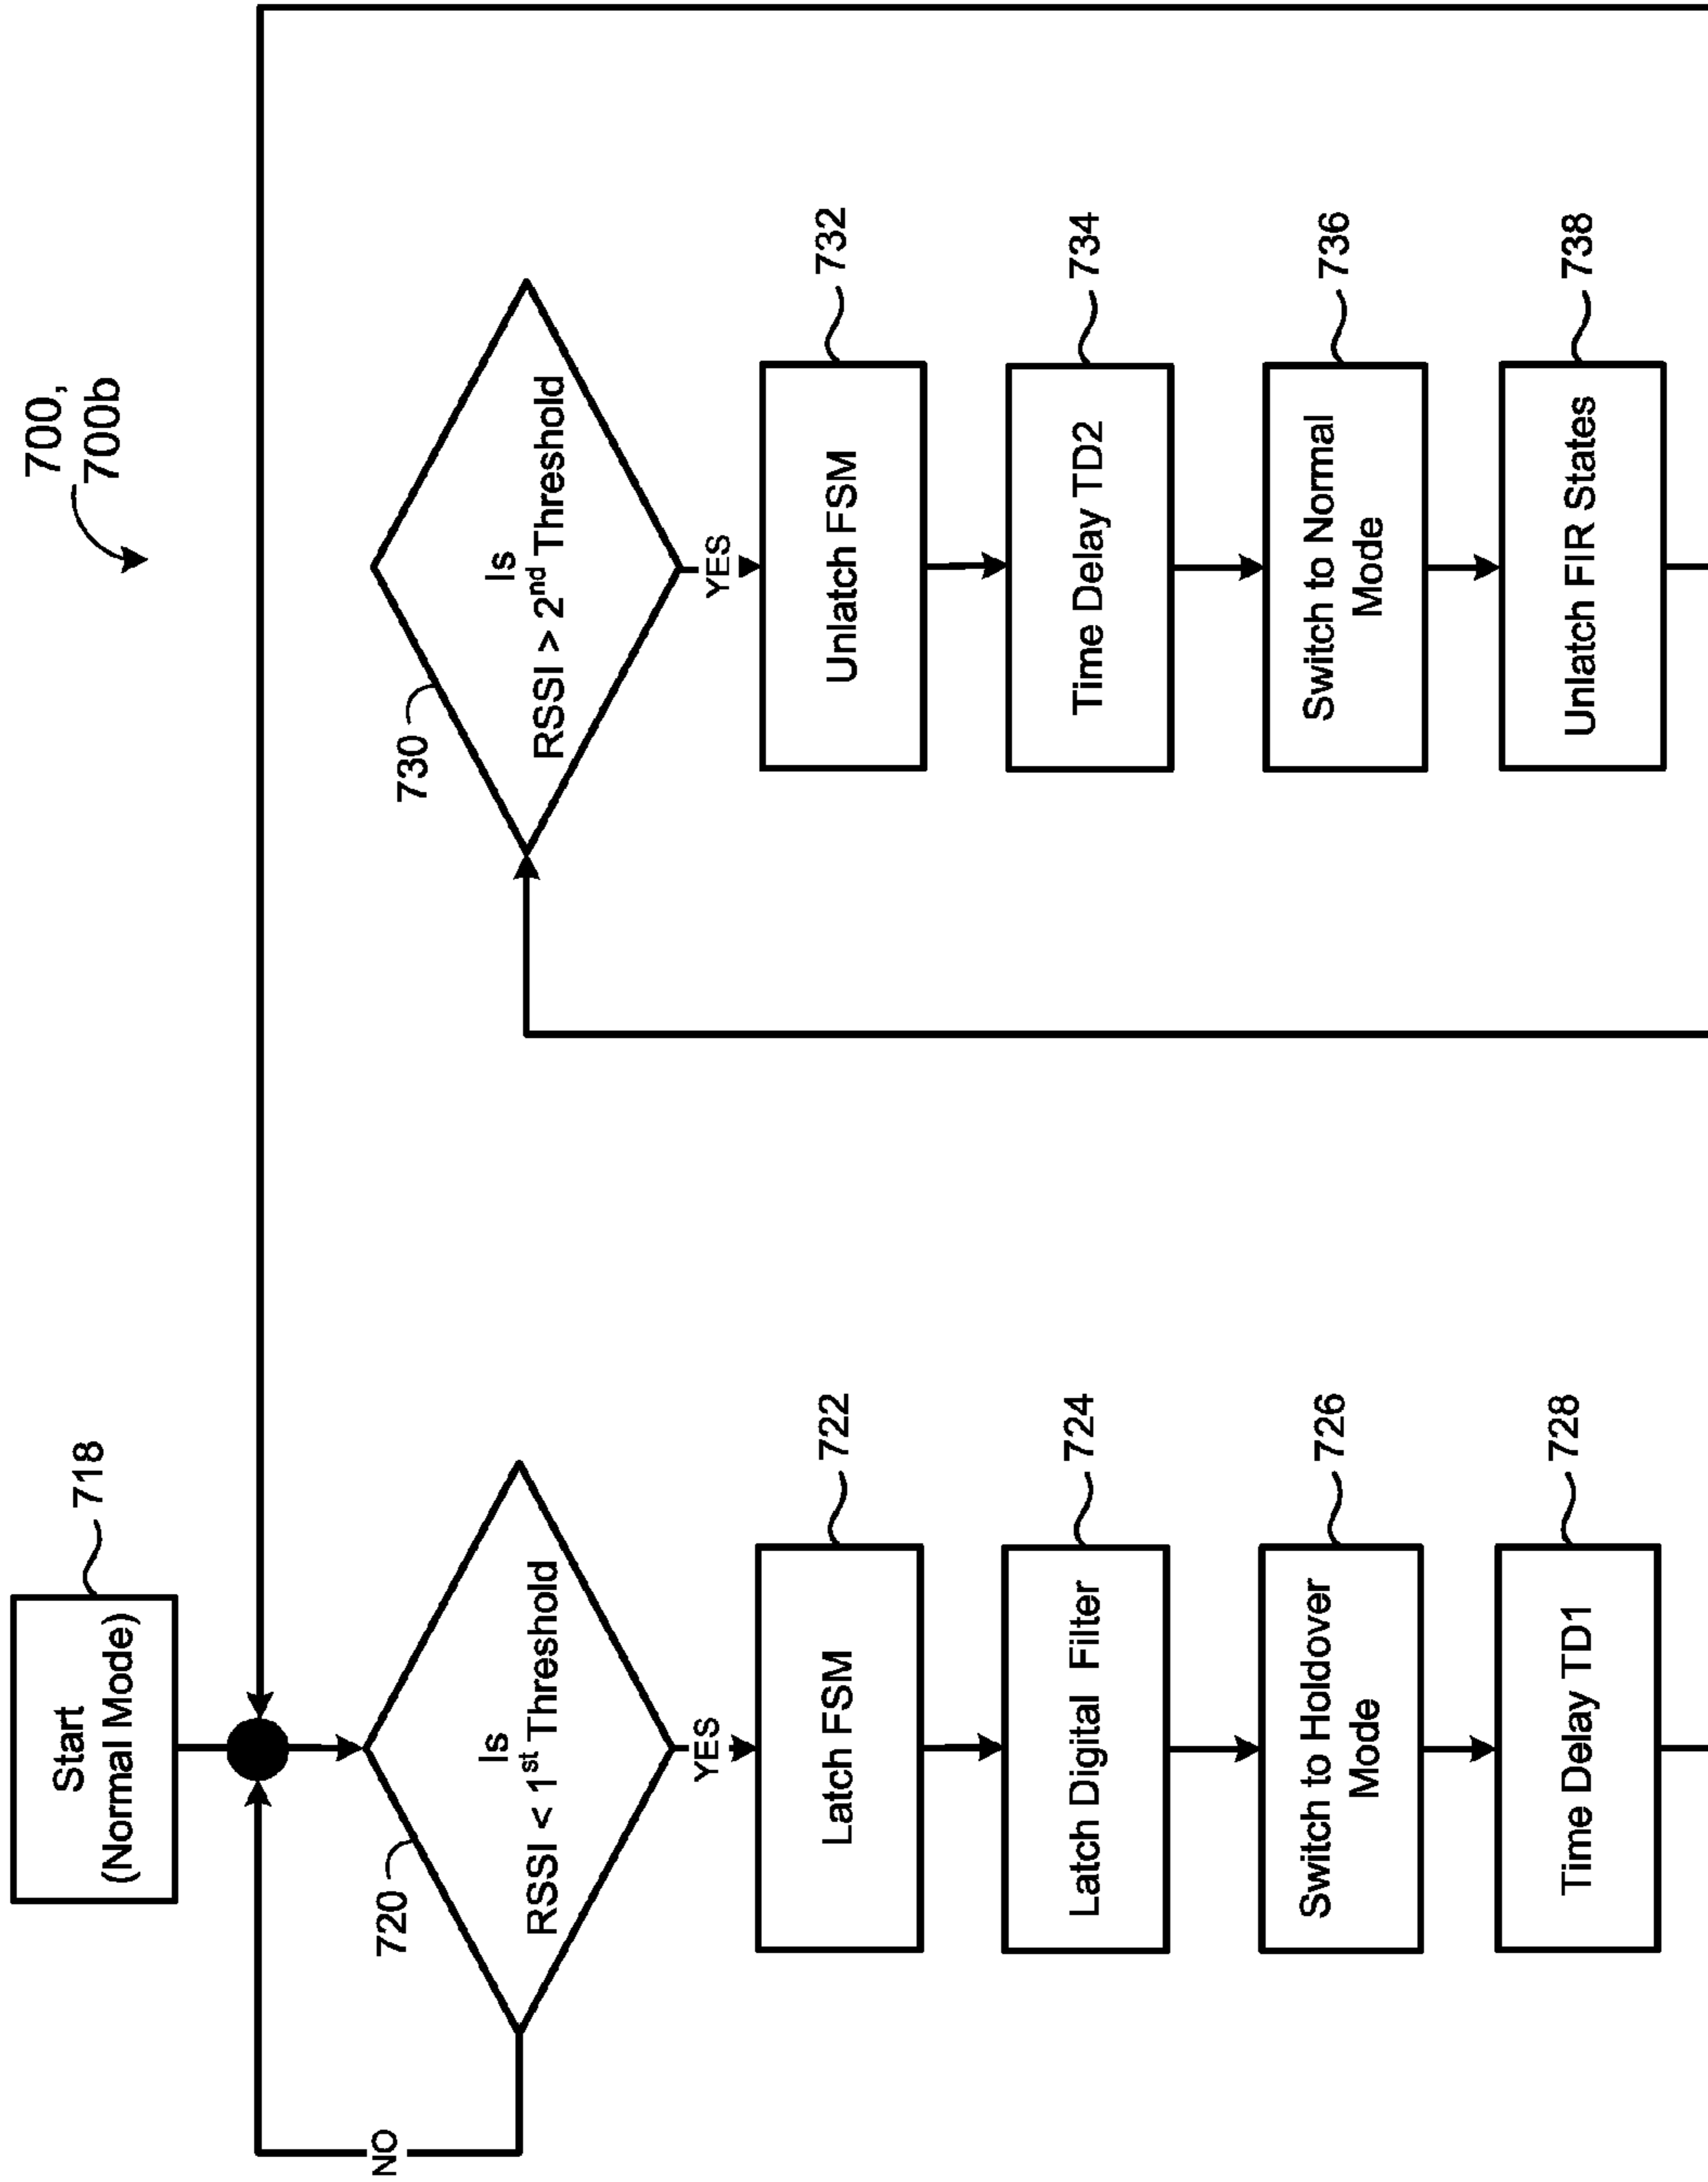 700,
700b
Start
(Normal Mode)
718
NO
720
Is
RSSI < 1st Threshold
YES
Latch FSM
722
Latch Digital Filter
724
Switch to Holdover
Mode
726
Time Delay TD1
728
730
Is
RSSI > 2nd Threshold
YES
Unlatch FSM
732
Time Delay TD2
734
Switch to Normal
Mode
736
Unlatch FIR States
738